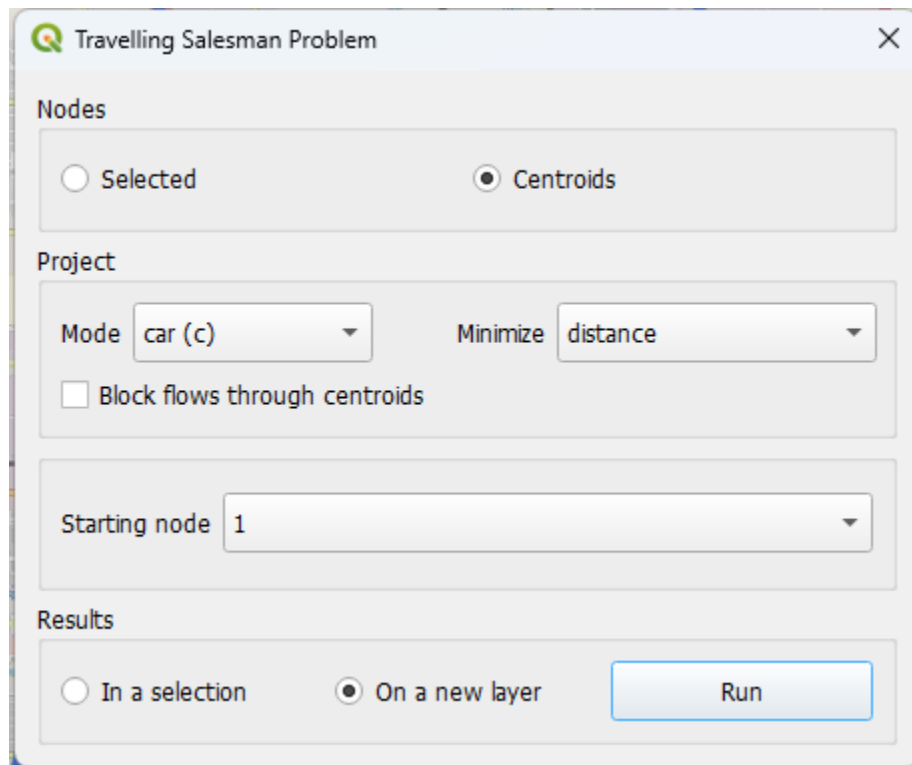 Travelling Salesman Problem
Nodes
Selected Centroids
Project
Mode car (c) Minimize distance
Block flows through centroids
Starting node 1
Results
In a selection On a new layer Run